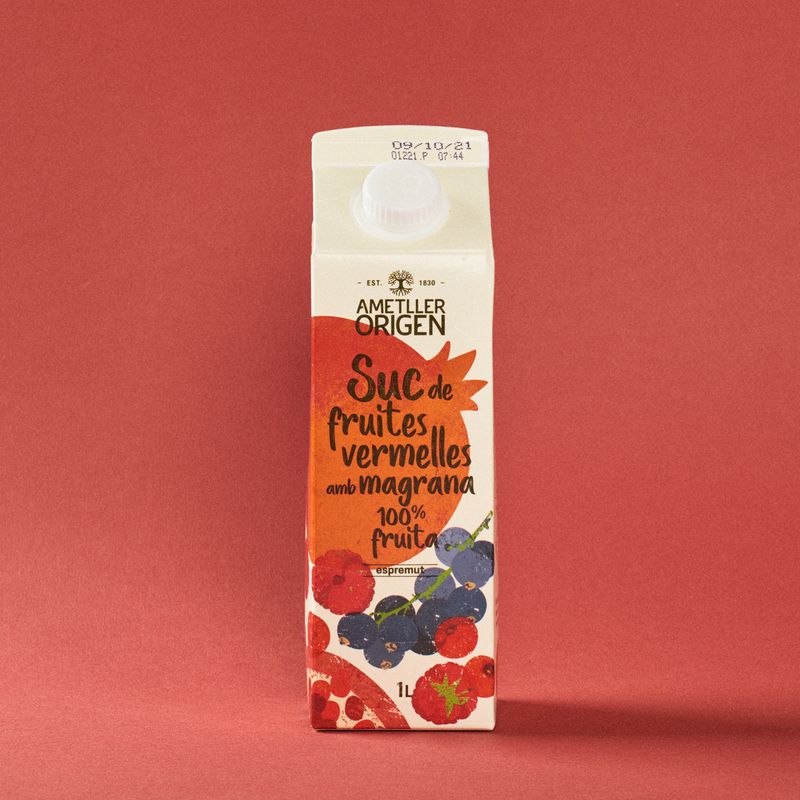 09/10/21
01221.P 07:44
- EST. 1830 -
AMETLLER
ORIGEN
Suc de
fruites
vermelles
amb magrana
100%
fruita
espremut
1L